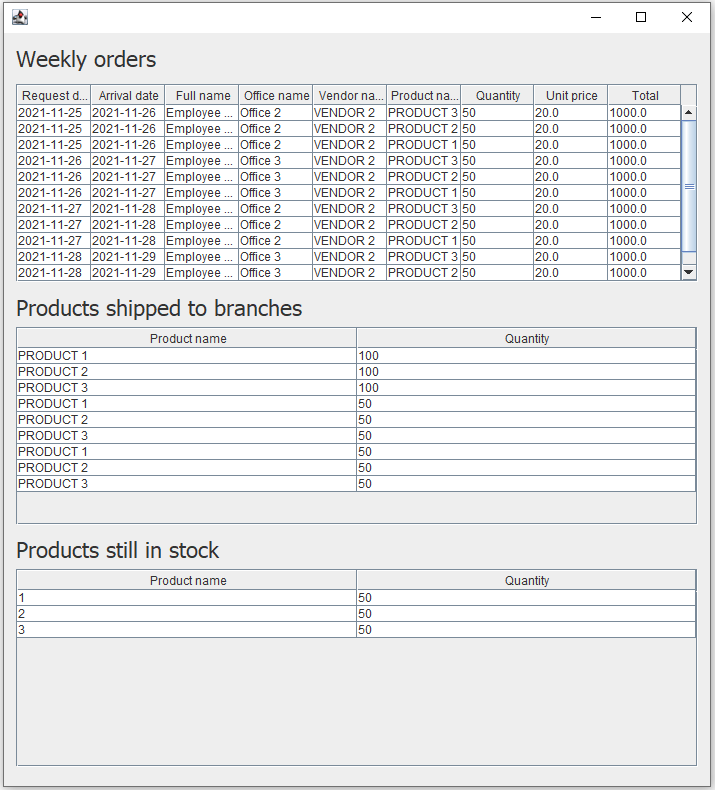 Weekly orders
Request d... Arrival date Full name Office name Vendor na... Product na... Quantity Unit price Total
2021-11-25 2021-11-26 Employee ... Office 2 VENDOR 2 PRODUCT 3 50 20.0 1000.0
2021-11-25 2021-11-26 Employee ... Office 2 VENDOR 2 PRODUCT 2 50 20.0 1000.0
2021-11-25 2021-11-26 Employee ... Office 2 VENDOR 2 PRODUCT 1 50 20.0 1000.0
2021-11-26 2021-11-27 Employee ... Office 3 VENDOR 2 PRODUCT 3 50 20.0 1000.0
2021-11-26 2021-11-27 Employee ... Office 3 VENDOR 2 PRODUCT 2 50 20.0 1000.0
2021-11-26 2021-11-27 Employee ... Office 3 VENDOR 2 PRODUCT 1 50 20.0 1000.0
2021-11-27 2021-11-28 Employee ... Office 2 VENDOR 2 PRODUCT 3 50 20.0 1000.0
2021-11-27 2021-11-28 Employee ... Office 2 VENDOR 2 PRODUCT 2 50 20.0 1000.0
2021-11-27 2021-11-28 Employee ... Office 2 VENDOR 2 PRODUCT 1 50 20.0 1000.0
2021-11-28 2021-11-29 Employee ... Office 3 VENDOR 2 PRODUCT 3 50 20.0 1000.0
2021-11-28 2021-11-29 Employee ... Office 3 VENDOR 2 PRODUCT 2 50 20.0 1000.0
Products shipped to branches
Product name Quantity
PRODUCT 1 100
PRODUCT 2 100
PRODUCT 3 100
PRODUCT 1 50
PRODUCT 2 50
PRODUCT 3 50
PRODUCT 1 50
PRODUCT 2 50
PRODUCT 3 50
Products still in stock
Product name Quantity
1 50
2 50
3 50